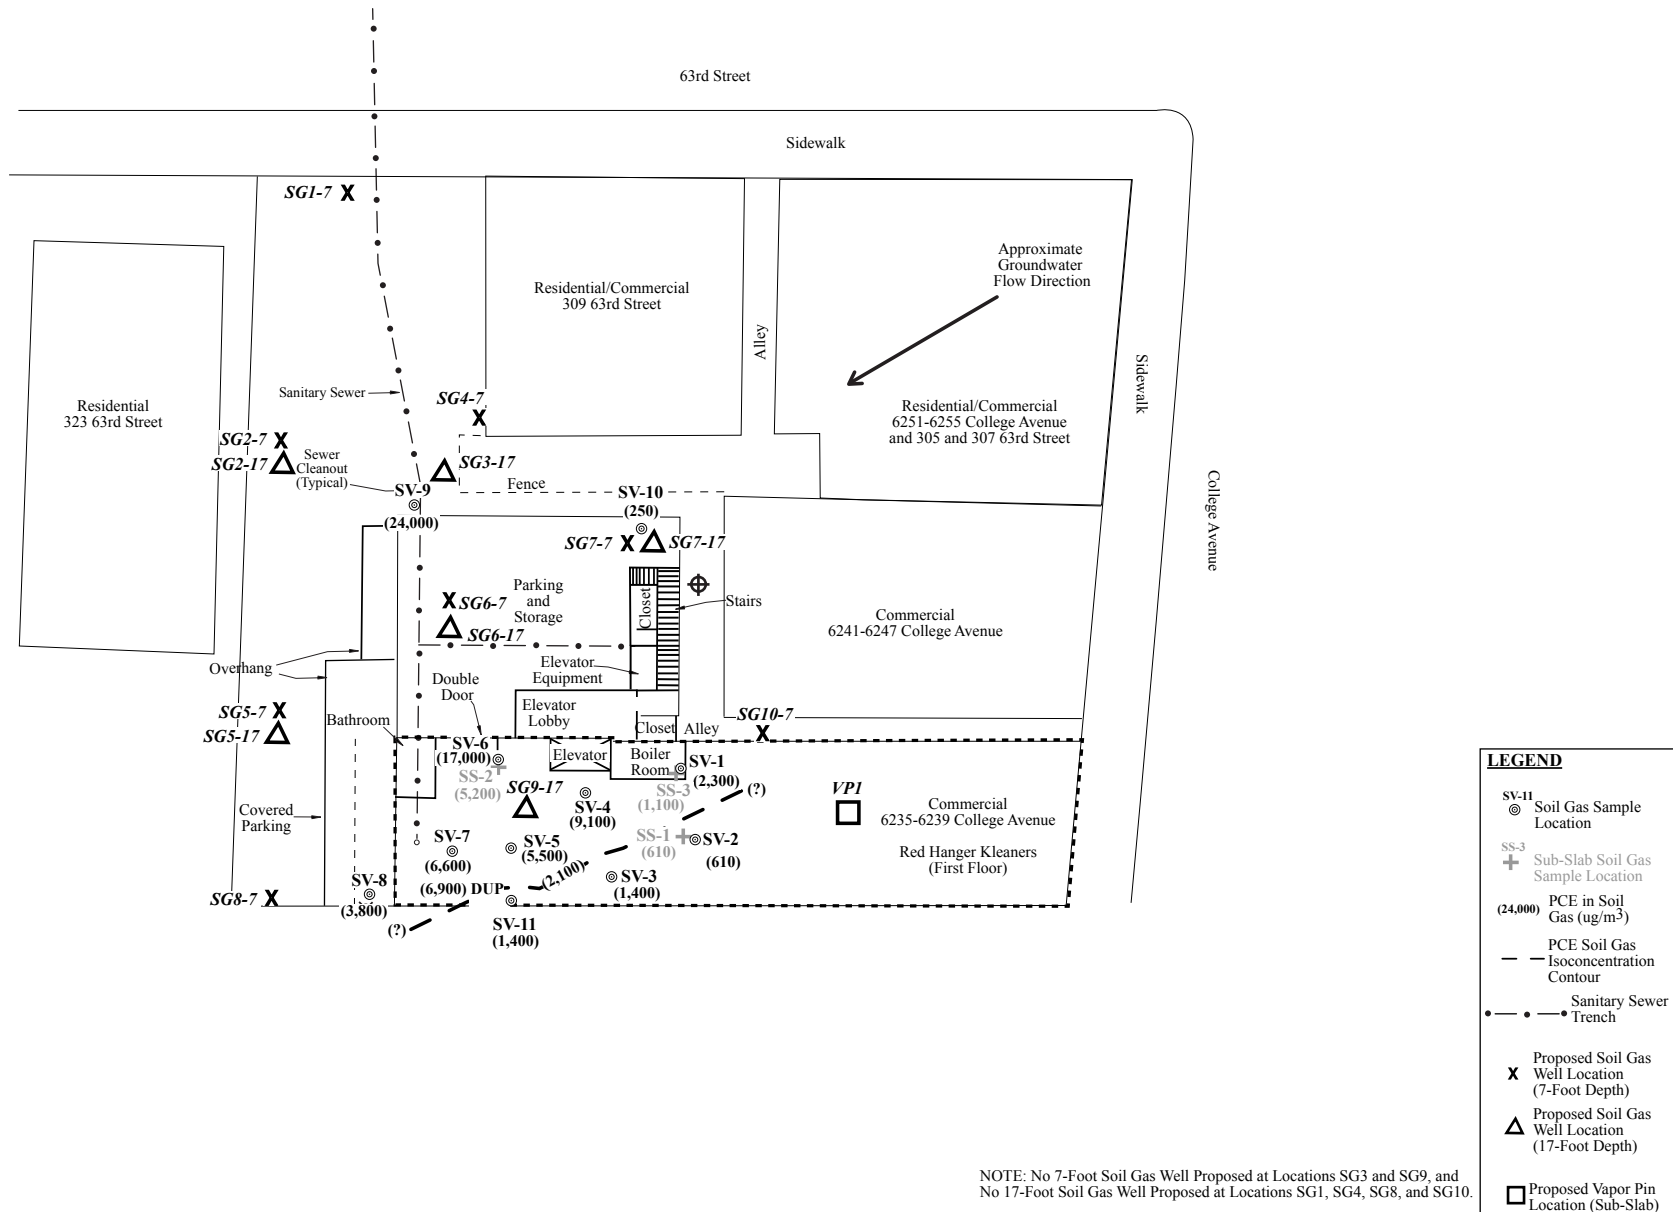 63rd Street
Sidewalk
SG1-7
Residential/Commercial
309 63rd Street
Approximate
Groundwater
Flow Direction
Alley
Sidewalk
Residential/Commercial
6251-6255 College Avenue
and 305 and 307 63rd Street
Residential
323 63rd Street
Sanitary Sewer
SG4-7
SG2-7
SG2-17
Sewer
Cleanout
(Typical)
SG3-17
Fence
SV-9
(24,000)
SV-10
(250)
SG7-7
SG7-17
College Avenue
SG6-7
SG6-17
Parking
and
Storage
Closet
Stairs
Commercial
6241-6247 College Avenue
Overhang
Elevator
Equipment
Double
Door
Elevator
Lobby
SG5-7
SG5-17
Bathroom
Closet
Alley
SG10-7
SV-6
(17,000)
SS-2
(5,200)
Elevator
Boiler
Room
SV-1
(2,300)
SS-3
(1,100)
(?)
SG9-17
SV-4
(9,100)
VP1
Commercial
6235-6239 College Avenue
Red Hanger Kleaners
(First Floor)
Covered
Parking
SV-7
(6,600)
SV-5
(5,500)
SS-1
(610)
SV-2
(610)
(2,100)
SV-3
(1,400)
(6,900) DUP
SV-8
(3,800)
SG8-7
(?)
SV-11
(1,400)
LEGEND
SV-11
Soil Gas Sample
Location
SS-3
Sub-Slab Soil Gas
Sample Location
(24,000)
PCE in Soil
Gas (ug/m3)
PCE Soil Gas
Isoconcentration
Contour
Sanitary Sewer
Trench
Proposed Soil Gas
Well Location
(7-Foot Depth)
Proposed Soil Gas
Well Location
(17-Foot Depth)
Proposed Vapor Pin
Location (Sub-Slab)
NOTE: No 7-Foot Soil Gas Well Proposed at Locations SG3 and SG9, and
No 17-Foot Soil Gas Well Proposed at Locations SG1, SG4, SG8, and SG10.